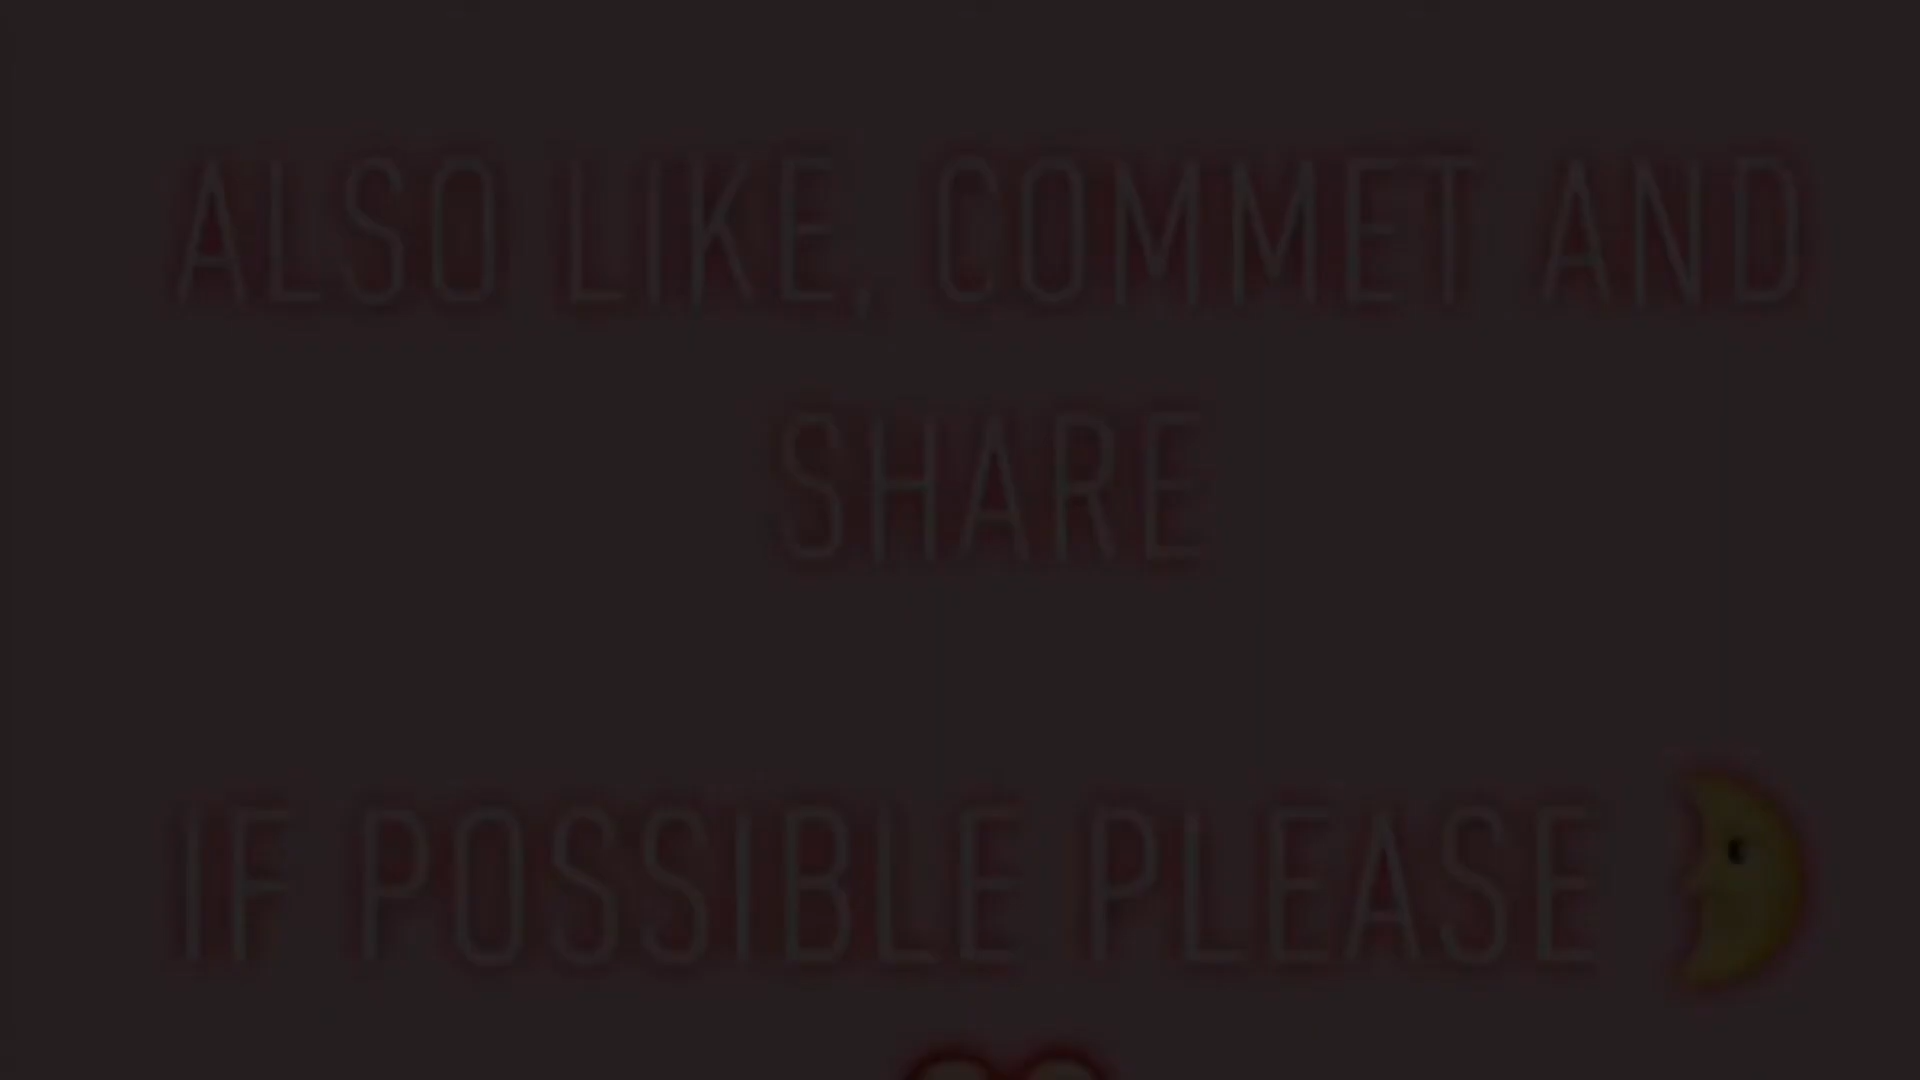 ALSO LIKE, COMMET AND
SHARE
IF POSSIBLE PLEASE 🌛